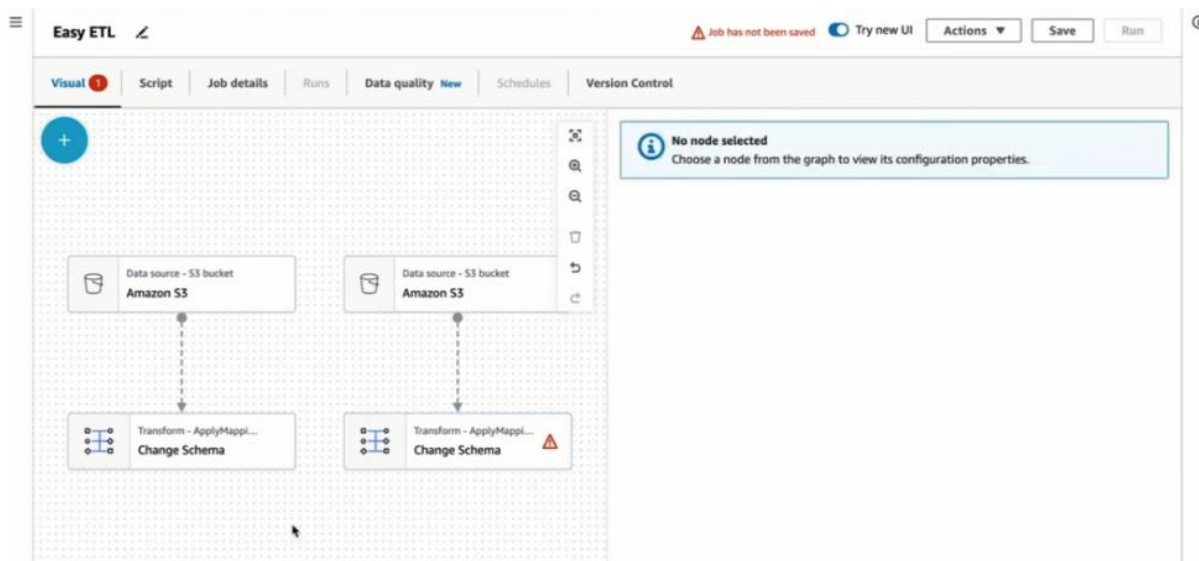 Easy ETL
Job has not been saved
Try new UI
Actions ▼
Save
Run
Visual 1
Script
Job details
Runs
Data quality New
Schedules
Version Control
+
No node selected
Choose a node from the graph to view its configuration properties.
Data source - S3 bucket
Amazon S3
Data source - S3 bucket
Amazon S3
Transform - ApplyMappi...
Change Schema
Transform - ApplyMappi...
Change Schema